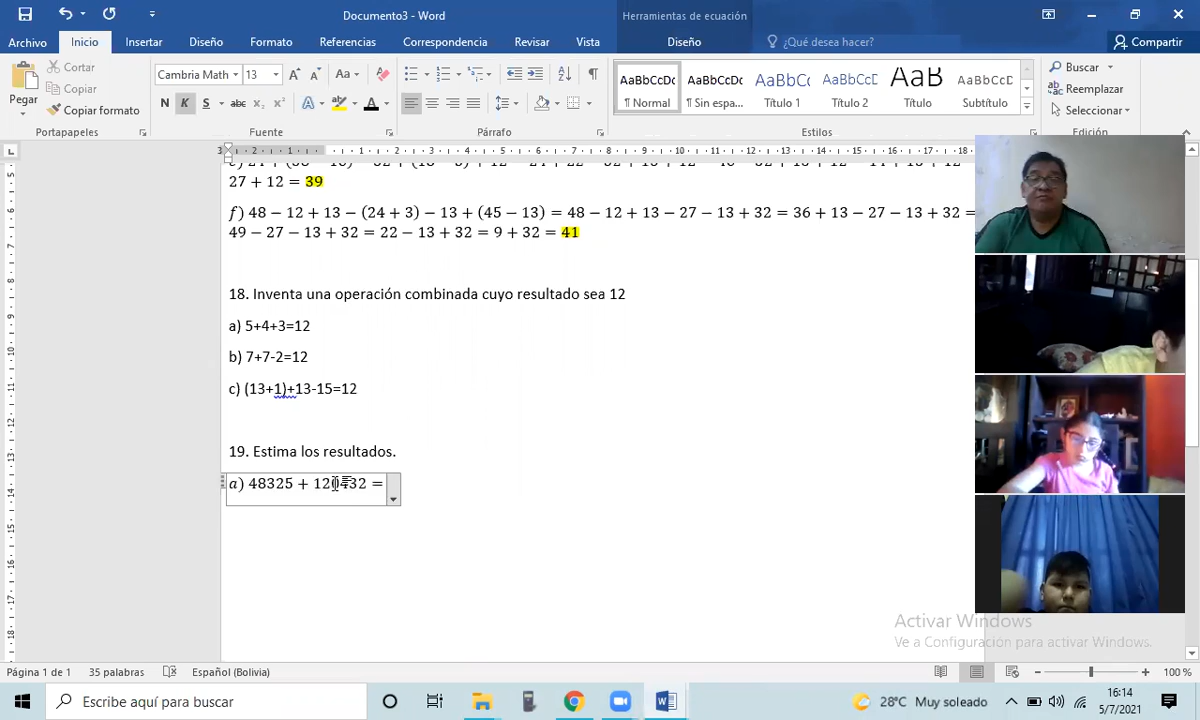 Documento3 - Word
Herramientas de ecuación
Archivo Inicio Insertar Diseño Formato Referencias Correspondencia Revisar Vista Diseño ¿Qué desea hacer? Compartir
Pegar
Cortar
Copiar
Copiar formato
Cambria Math 13
N K S abc
AaBbCcDc AaBbCcDc AaBbC AaBbCcD AaB AaBbCcD
¶ Normal ¶ Sin espa... Título 1 Título 2 Título Subtítulo
Buscar
Reemplazar
Seleccionar
Portapapeles Fuente Párrafo Estilos Edición
27 + 12 = 39
f) 48 − 12 + 13 − (24 + 3) − 13 + (45 − 13) = 48 − 12 + 13 − 27 − 13 + 32 = 36 + 13 − 27 − 13 + 32 =
49 − 27 − 13 + 32 = 22 − 13 + 32 = 9 + 32 = 41
18. Inventa una operación combinada cuyo resultado sea 12
a) 5+4+3=12
b) 7+7-2=12
c) (13+1)+13-15=12
19. Estima los resultados.
a) 48325 + 120432 =
Activar Windows
Ve a Configuración para activar Windows.
Página 1 de 1 35 palabras Español (Bolivia) 100 %
Escribe aquí para buscar
28°C Muy soleado
16:14
5/7/2021